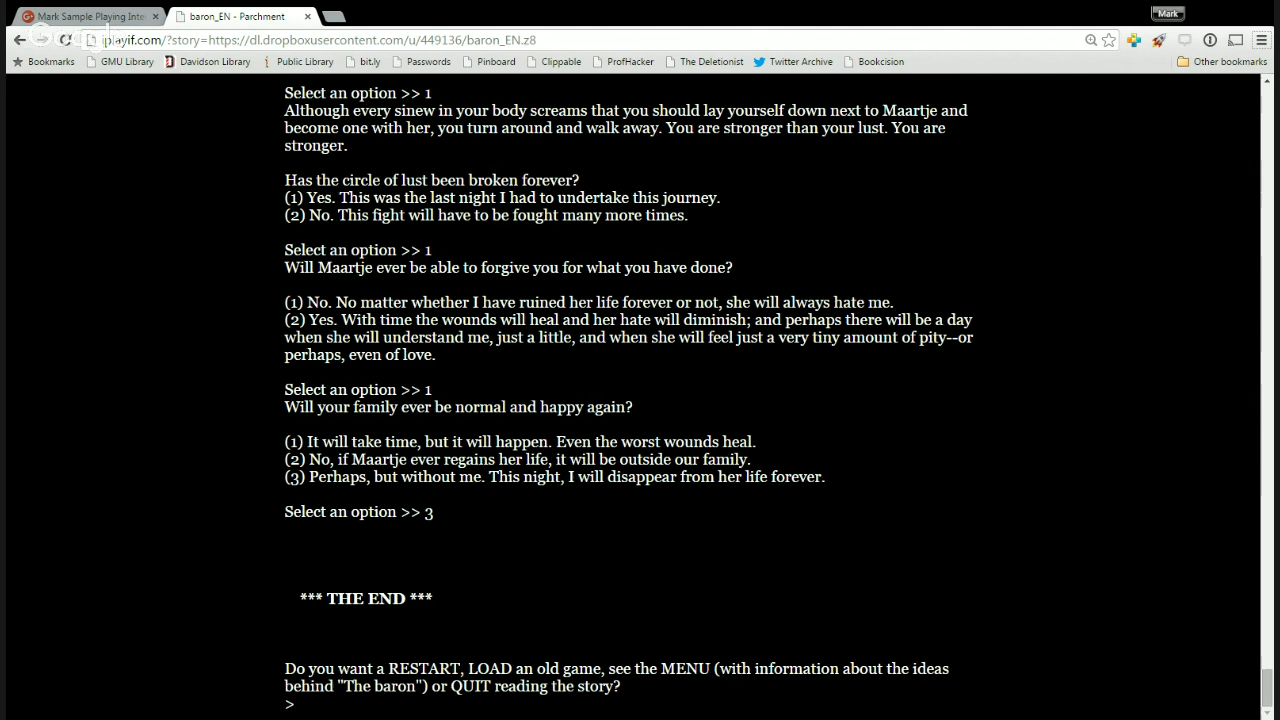 Mark Sample Playing Inte
baron_EN - Parchment
Mark
iplayif.com/?story=https://dl.dropboxusercontent.com/u/449136/baron_EN.z8
Bookmarks GMU Library Davidson Library Public Library bit.ly Passwords Pinboard Clippable ProfHacker The Deletionist Twitter Archive Bookcision Other bookmarks
Select an option >> 1
Although every sinew in your body screams that you should lay yourself down next to Maartje and
become one with her, you turn around and walk away. You are stronger than your lust. You are
stronger.
Has the circle of lust been broken forever?
(1) Yes. This was the last night I had to undertake this journey.
(2) No. This fight will have to be fought many more times.
Select an option >> 1
Will Maartje ever be able to forgive you for what you have done?
(1) No. No matter whether I have ruined her life forever or not, she will always hate me.
(2) Yes. With time the wounds will heal and her hate will diminish; and perhaps there will be a day
when she will understand me, just a little, and when she will feel just a very tiny amount of pity--or
perhaps, even of love.
Select an option >> 1
Will your family ever be normal and happy again?
(1) It will take time, but it will happen. Even the worst wounds heal.
(2) No, if Maartje ever regains her life, it will be outside our family.
(3) Perhaps, but without me. This night, I will disappear from her life forever.
Select an option >> 3
*** THE END ***
Do you want a RESTART, LOAD an old game, see the MENU (with information about the ideas
behind "The baron") or QUIT reading the story?
>